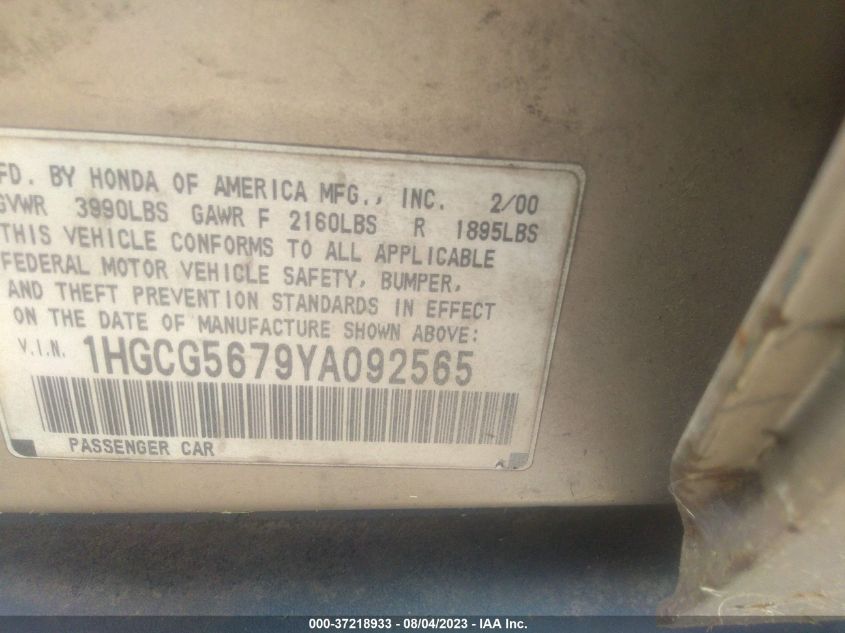 FD. BY HONDA OF AMERICA MFG., INC. 2/00
GVWR 3990LBS GAWR F 2160LBS R 1895LBS
THIS VEHICLE CONFORMS TO ALL APPLICABLE
FEDERAL MOTOR VEHICLE SAFETY, BUMPER,
AND THEFT PREVENTION STANDARDS IN EFFECT
ON THE DATE OF MANUFACTURE SHOWN ABOVE:
V.I.N. 1HGCG5679YA092565
PASSENGER CAR
000-37218933 - 08/04/2023 - IAA Inc.